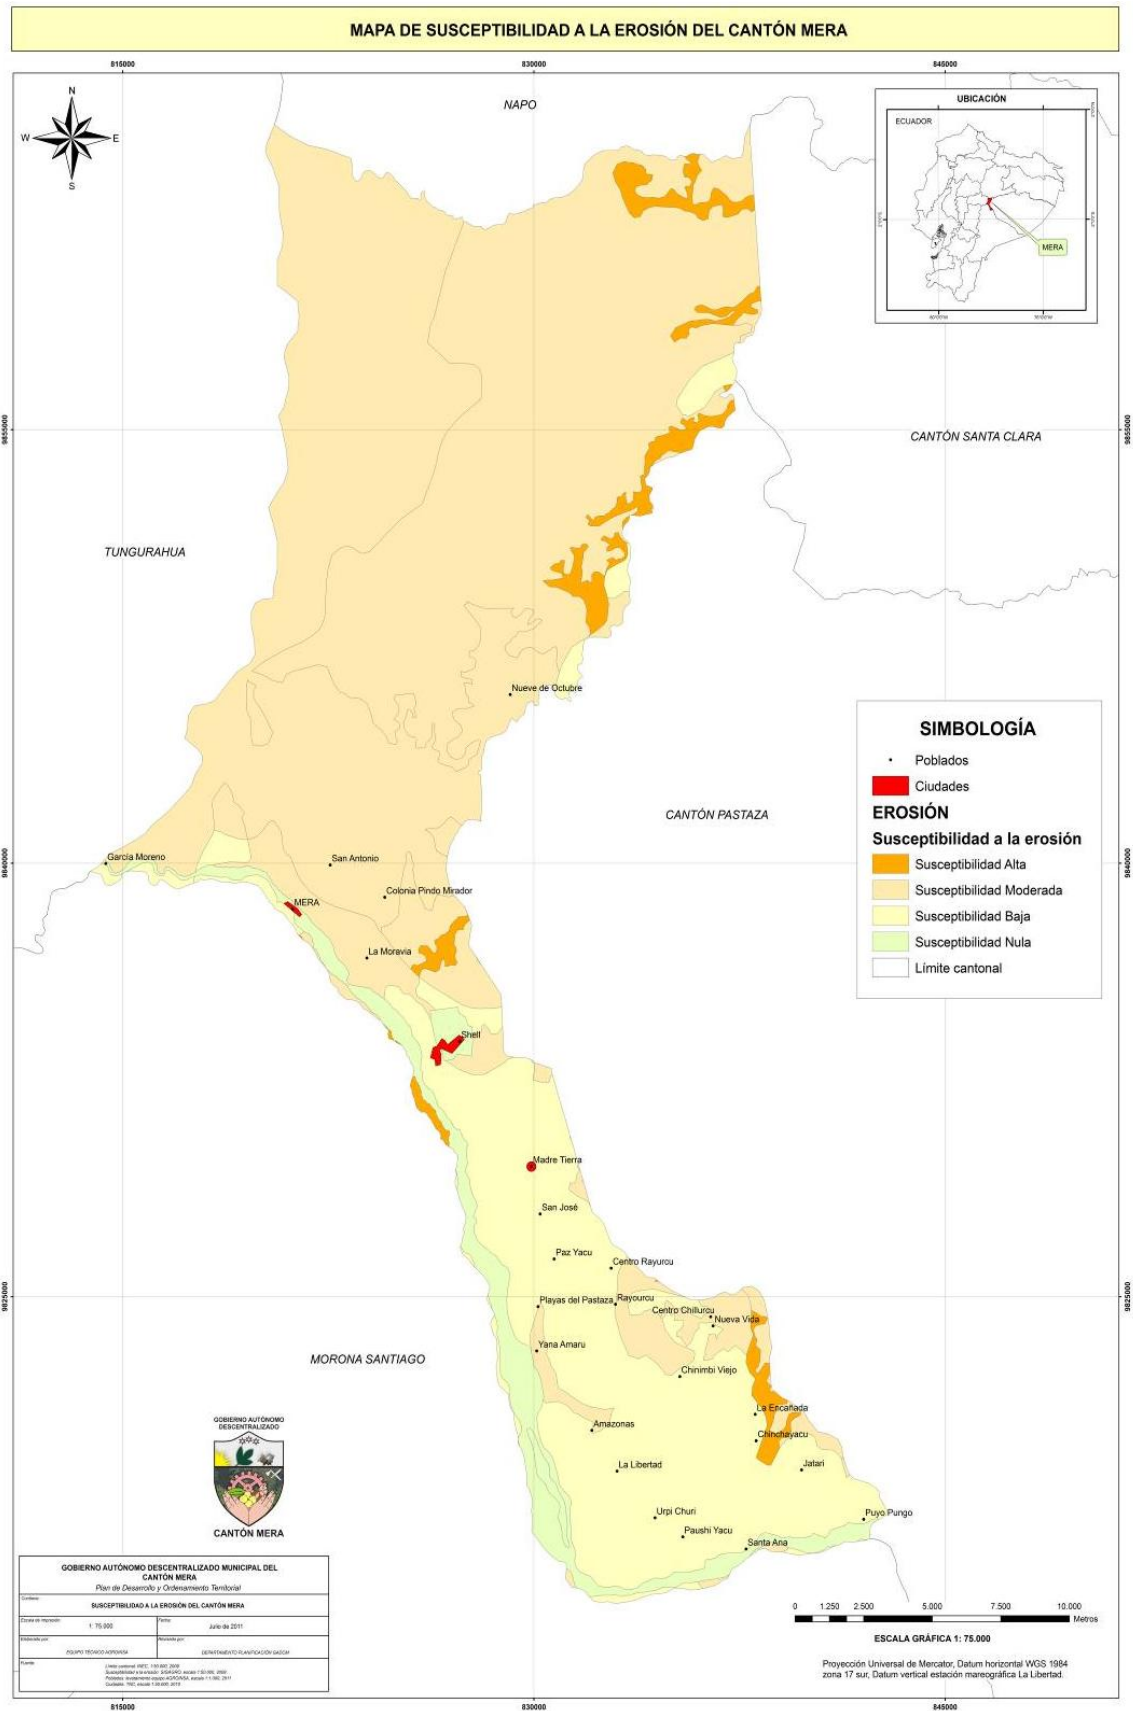 MAPA DE SUSCEPTIBILIDAD A LA EROSIÓN DEL CANTÓN MERA
815000
830000
845000
N
W
E
S
NAPO
UBICACIÓN
ECUADOR
MERA
9855000
9855000
CANTÓN SANTA CLARA
TUNGURAHUA
Nueve de Octubre
SIMBOLOGÍA
Poblados
Ciudades
EROSIÓN
Susceptibilidad a la erosión
Susceptibilidad Alta
Susceptibilidad Moderada
Susceptibilidad Baja
Susceptibilidad Nula
Límite cantonal
CANTÓN PASTAZA
9840000
9840000
García Moreno
San Antonio
Colonia Pindo Mirador
MERA
La Moravia
Shell
Madre Tierra
San José
Paz Yacu
Centro Rayurcu
9825000
9825000
Playas del Pastaza
Rayourcu
Centro Chillurcu
Nueva Vida
Yana Amaru
MORONA SANTIAGO
Chinimbi Viejo
La Encañada
Amazonas
Chinchayacu
La Libertad
Jatari
Urpi Churi
Puyo Pungo
Paushi Yacu
Santa Ana
GOBIERNO AUTÓNOMO
DESCENTRALIZADO
CANTÓN MERA
GOBIERNO AUTÓNOMO DESCENTRALIZADO MUNICIPAL DEL
CANTÓN MERA
Plan de Desarrollo y Ordenamiento Territorial
SUSCEPTIBILIDAD A LA EROSIÓN DEL CANTÓN MERA
1: 75.000
Julio de 2011
0 1.250 2.500 5.000 7.500 10.000
Metros
ESCALA GRÁFICA 1: 75.000
Proyección Universal de Mercator, Datum horizontal WGS 1984
zona 17 sur, Datum vertical estación mareográfica La Libertad.
815000
830000
845000